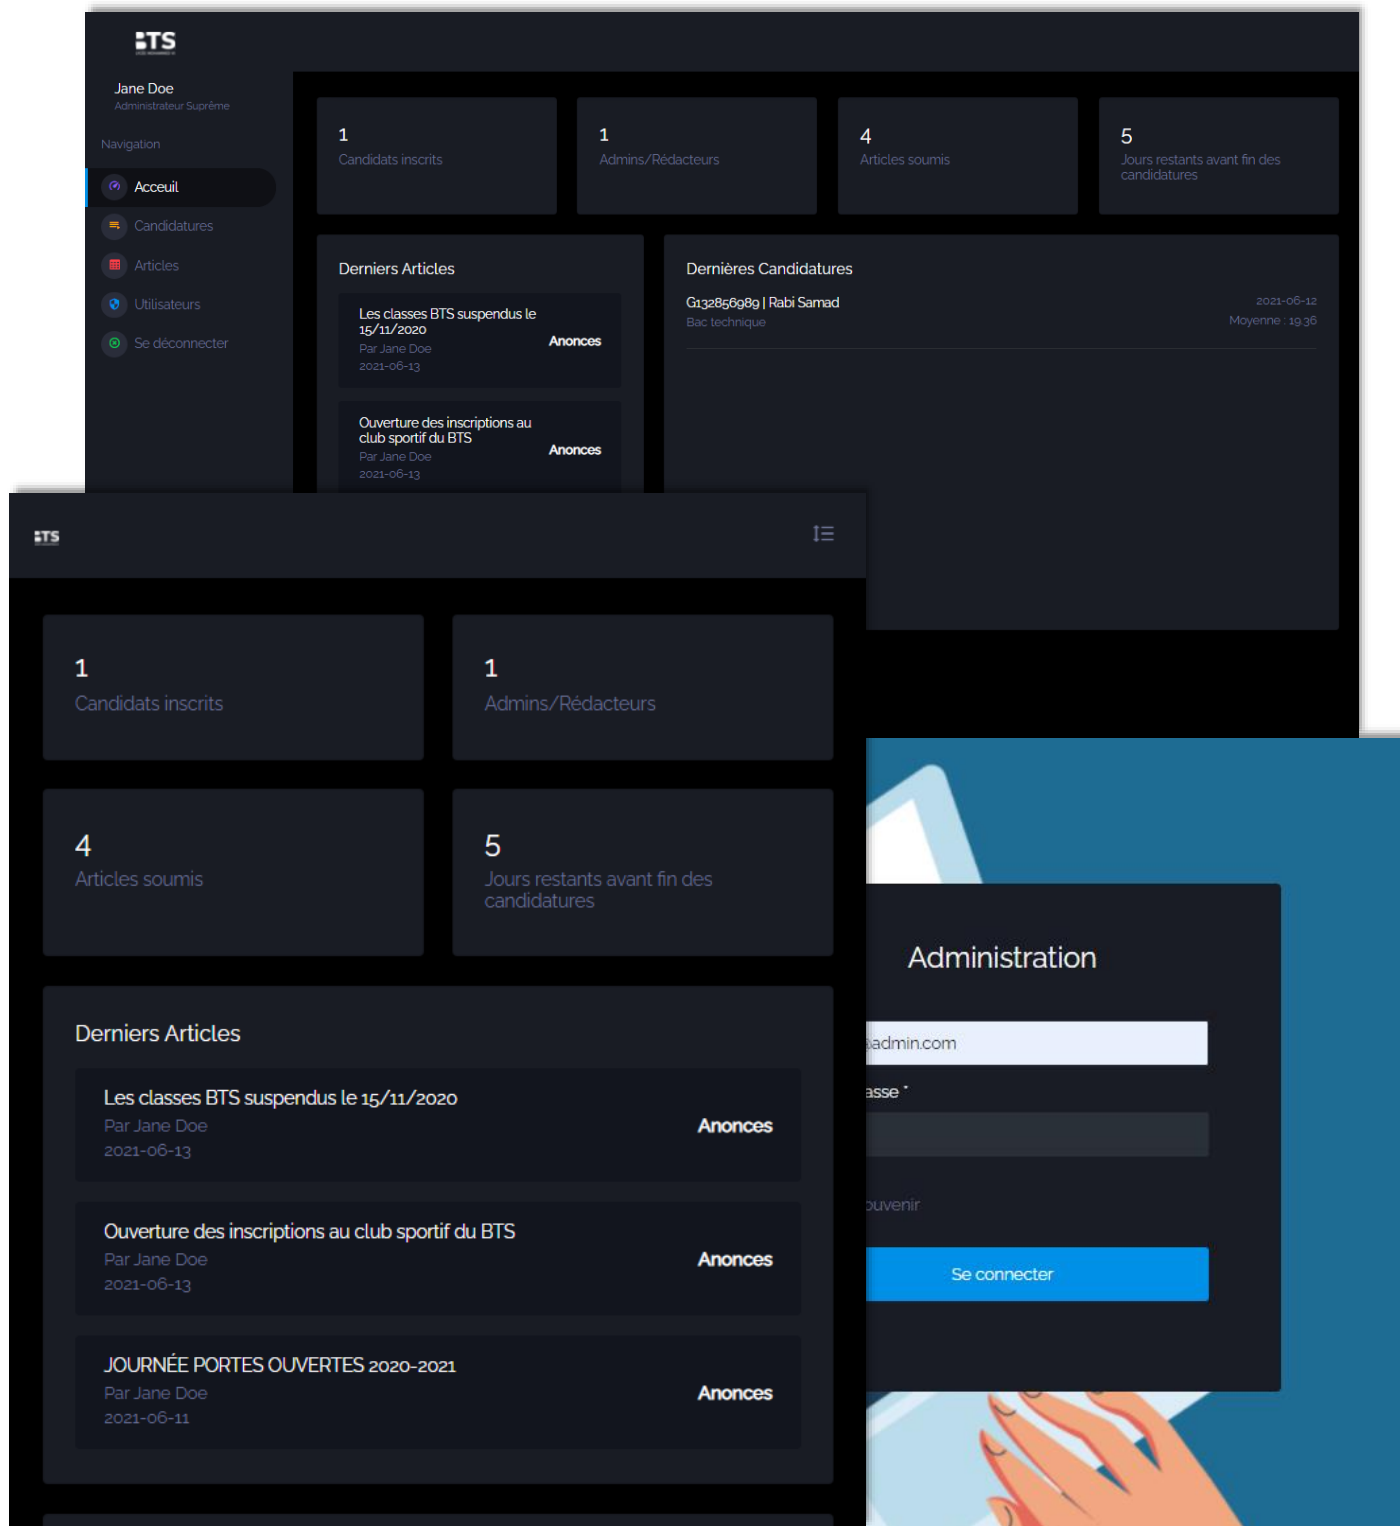 BTS
Jane Doe
Administrateur Suprême
Navigation
Acceuil
Candidatures
Articles
Utilisateurs
Se déconnecter
1
Candidats inscrits
1
Admins/Rédacteurs
4
Articles soumis
5
Jours restants avant fin des
candidatures
Derniers Articles
Les classes BTS suspendus le
15/11/2020
Par Jane Doe
2021-06-13
Anonces
Ouverture des inscriptions au
club sportif du BTS
Par Jane Doe
2021-06-13
Anonces
Dernières Candidatures
G132856989 | Rabi Samad
Bac technique
2021-06-12
Moyenne : 19.36
BTS
1
Candidats inscrits
1
Admins/Rédacteurs
4
Articles soumis
5
Jours restants avant fin des
candidatures
Derniers Articles
Les classes BTS suspendus le 15/11/2020
Par Jane Doe
2021-06-13
Anonces
Ouverture des inscriptions au club sportif du BTS
Par Jane Doe
2021-06-13
Anonces
JOURNÉE PORTES OUVERTES 2020-2021
Par Jane Doe
2021-06-11
Anonces
Administration
@admin.com
asse *
ouvenir
Se connecter